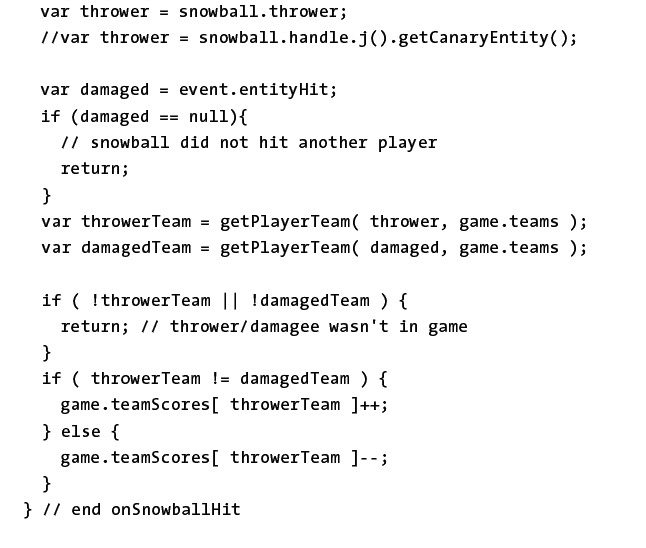 var thrower = snowball.thrower;
//var thrower = snowball.handle.j().getCanaryEntity();
var damaged = event.entityHit;
if (damaged == null){
// snowball did not hit another player
return;
}
var throwerTeam = getPlayerTeam( thrower, game.teams );
var damagedTeam = getPlayerTeam( damaged, game.teams );
if ( !throwerTeam || !damagedTeam ) {
return; // thrower/damagee wasn't in game
}
if ( throwerTeam != damagedTeam ) {
game.teamScores[ throwerTeam ]++;
} else {
game.teamScores[ throwerTeam ]--;
}
} // end onSnowballHit